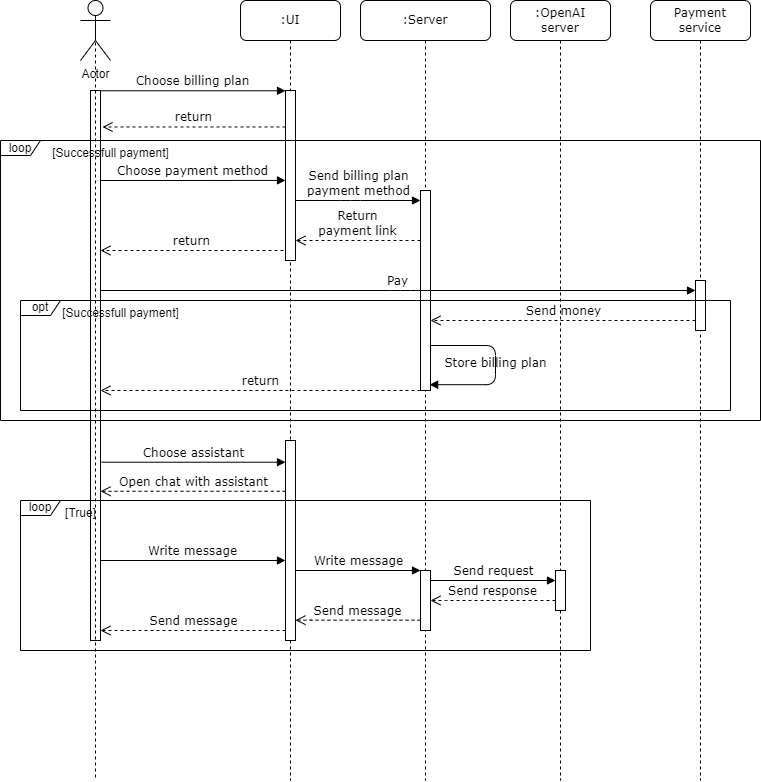 :UI
:Server
:OpenAI
server
Payment
service
Actor
Choose billing plan
return
loop
[Successfull payment]
Choose payment method
Send billing plan
payment method
Return
payment link
return
Pay
opt
[Successfull payment]
Send money
Store billing plan
return
Choose assistant
Open chat with assistant
loop
[True]
Write message
Write message
Send request
Send response
Send message
Send message